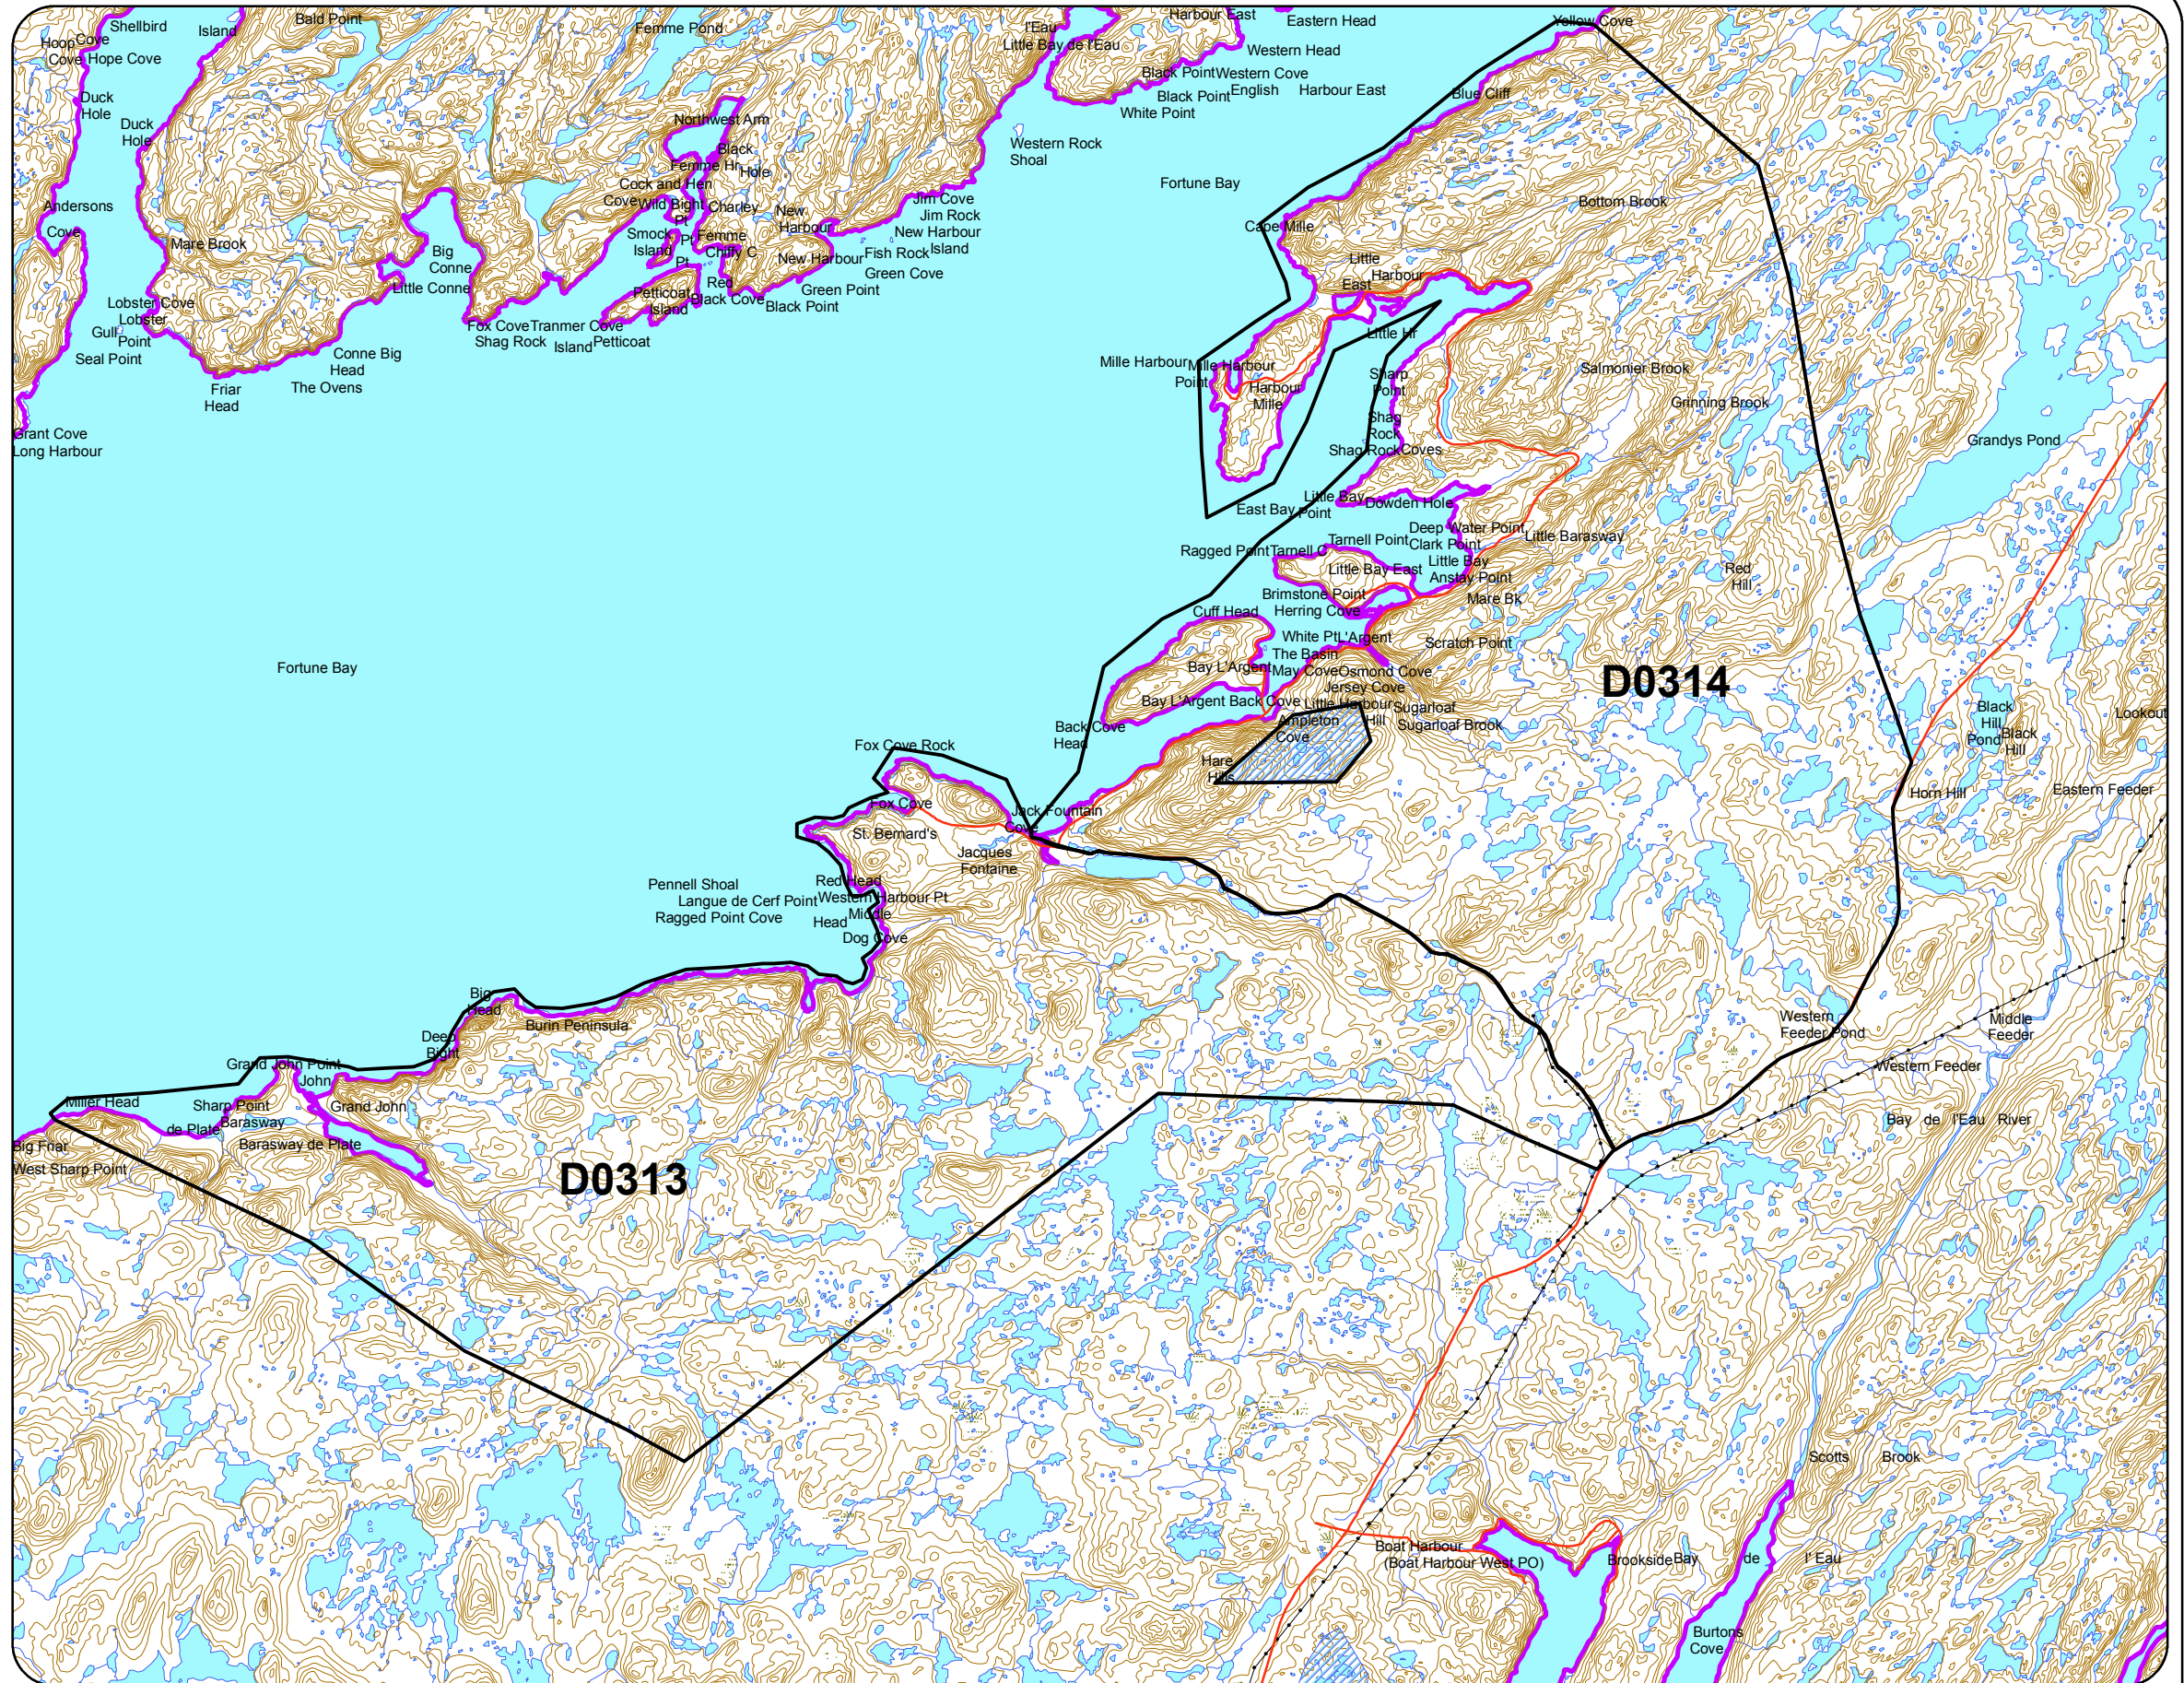 Shellbird
Island
Bald Point
Femme Pond
l'Eau
Little Bay de l'Eau
Harbour East
Eastern Head
Western Head
Yellow Cove
Hoop Cove
Cove Hope Cove
Black Point Western Cove
Black Point English Harbour East
White Point
Blue Cliff
Duck
Hole
Duck
Hole
Northwest Arm
Western Rock
Shoal
Black
Hole
Femme Hr
Cock and Hen
Cove Wild Bight
Pt
Charley
Fortune Bay
Bottom Brook
Andersons
Cove
Mare Brook
Jim Cove
Jim Rock
New Harbour
Island
New
Harbour
Smock
Island
Pt
Femme
Chiffy C
Pt
New Harbour
Fish Rock
Green Cove
Cape Mille
Big
Conne
Little Conne
Little
Harbour
East
Red
Black Cove
Green Point
Black Point
Petticoat
Island
Lobster Cove
Lobster
Gull
Point
Seal Point
Fox Cove
Tranmer Cove
Shag Rock
Island
Petticoat
Little Hr
Conne Big
Head
The Ovens
Friar
Head
Mille Harbour
Mille Harbour
Point
Harbour
Mille
Sharp
Point
Salmonier Brook
Grinning Brook
Grant Cove
Long Harbour
Shag
Rock
Shag Rock
Coves
Grandys Pond
Little Bay
East Bay
Point
Dowden Hole
Deep Water Point
Clark Point
Little Barasway
Ragged Point
Tarnell C
Tarnell Point
Little Bay
Little Bay East
Anstay Point
Red
Hill
Brimstone Point
Herring Cove
Mare Bk
Cuff Head
White Pt
L'Argent
The Basin
Scratch Point
Fortune Bay
Bay L'Argent
May Cove
Osmond Cove
Jersey Cove
D0314
Bay L'Argent Back Cove
Little Harbour
Hill
Sugarloaf
Sugarloaf Brook
Ampleton
Cove
Back Cove
Head
Black
Hill
Pond
Black
Hill
Lookout
Fox Cove Rock
Hare
Hills
Horn Hill
Eastern Feeder
Fox Cove
Jack Fountain
Cove
St. Bernard's
Jacques
Fontaine
Pennell Shoal
Red Head
Langue de Cerf Point
Western Harbour Pt
Ragged Point Cove
Middle
Head
Dog Cove
Big
Head
Burin Peninsula
Deep
Bight
Western
Feeder Pond
Middle
Feeder
Grand John Point
John
Western Feeder
Miller Head
Sharp Point
Grand John
Barasway
de Plate
Barasway de Plate
Bay de l'Eau River
Big Friar
West Sharp Point
D0313
Scotts Brook
Boat Harbour
(Boat Harbour West PO)
Brookside
Bay de l' Eau
Burtons
Cove